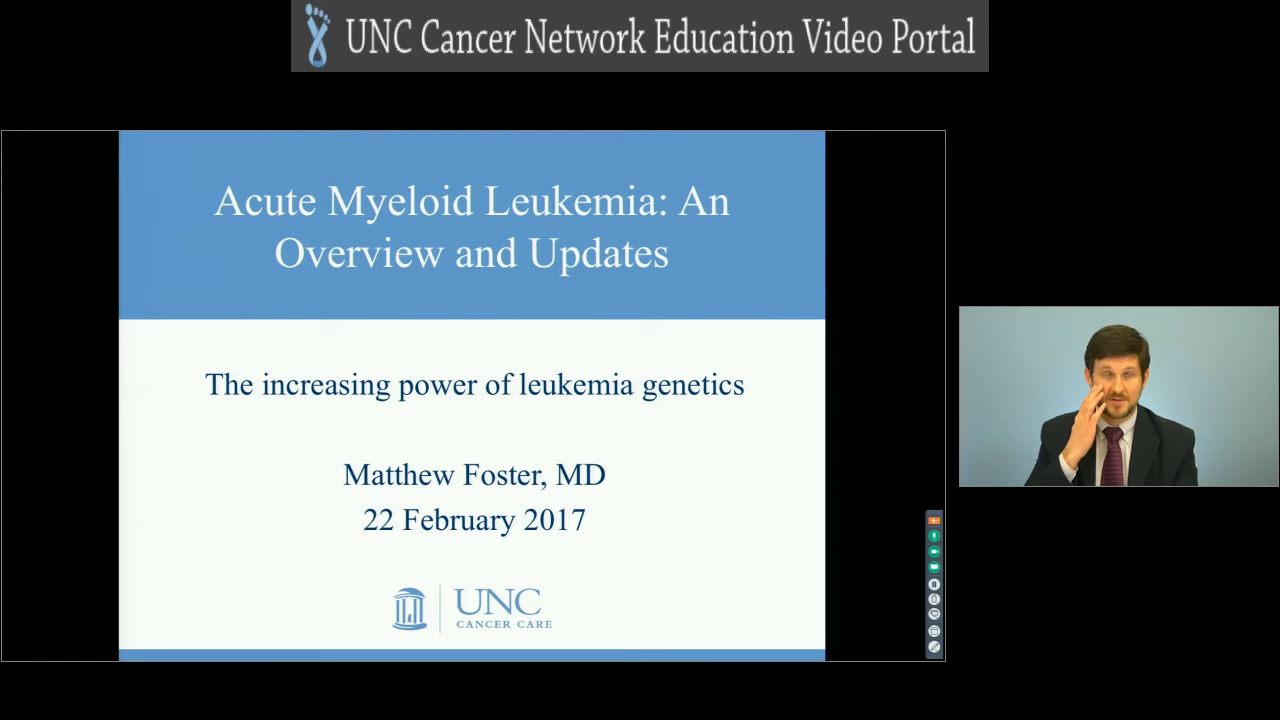 UNC Cancer Network Education Video Portal
Acute Myeloid Leukemia: An
Overview and Updates
The increasing power of leukemia genetics
Matthew Foster, MD
22 February 2017
UNC
CANCER CARE